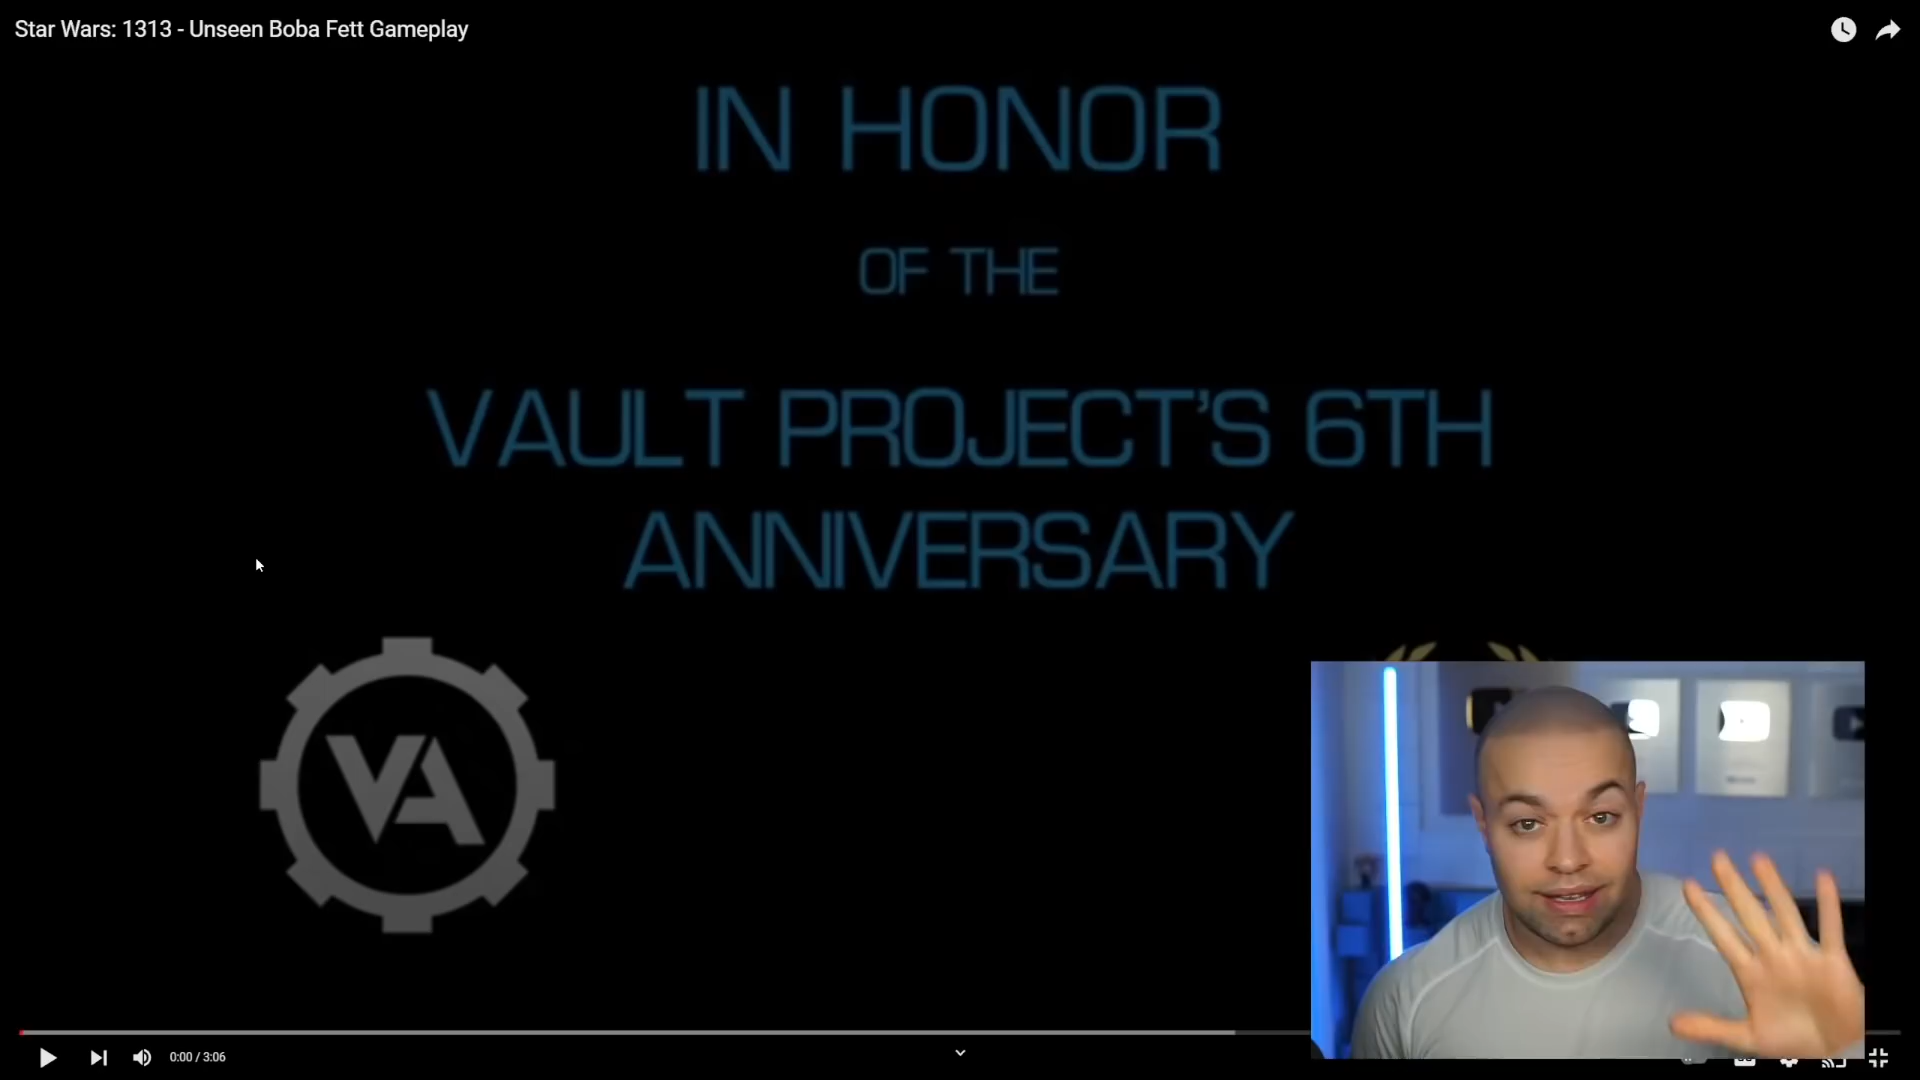 Star Wars: 1313 - Unseen Boba Fett Gameplay
IN HONOR
OF THE
VAULT PROJECT'S 6TH
ANNIVERSARY
VA
0:00 / 3:06